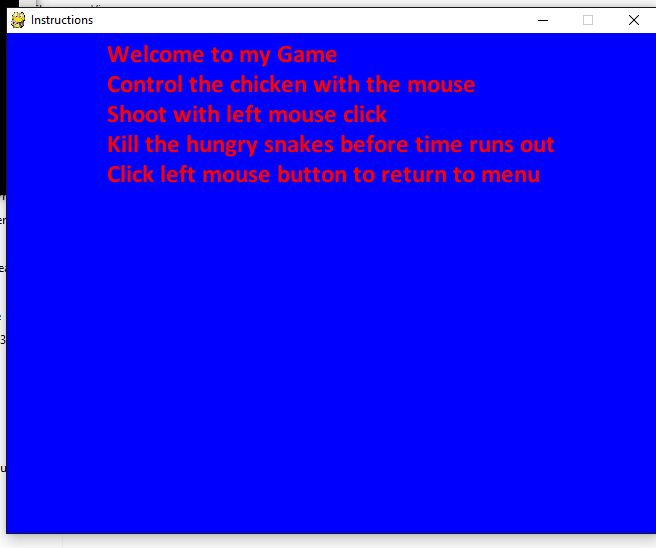 Instructions
Welcome to my Game
Control the chicken with the mouse
Shoot with left mouse click
Kill the hungry snakes before time runs out
Click left mouse button to return to menu